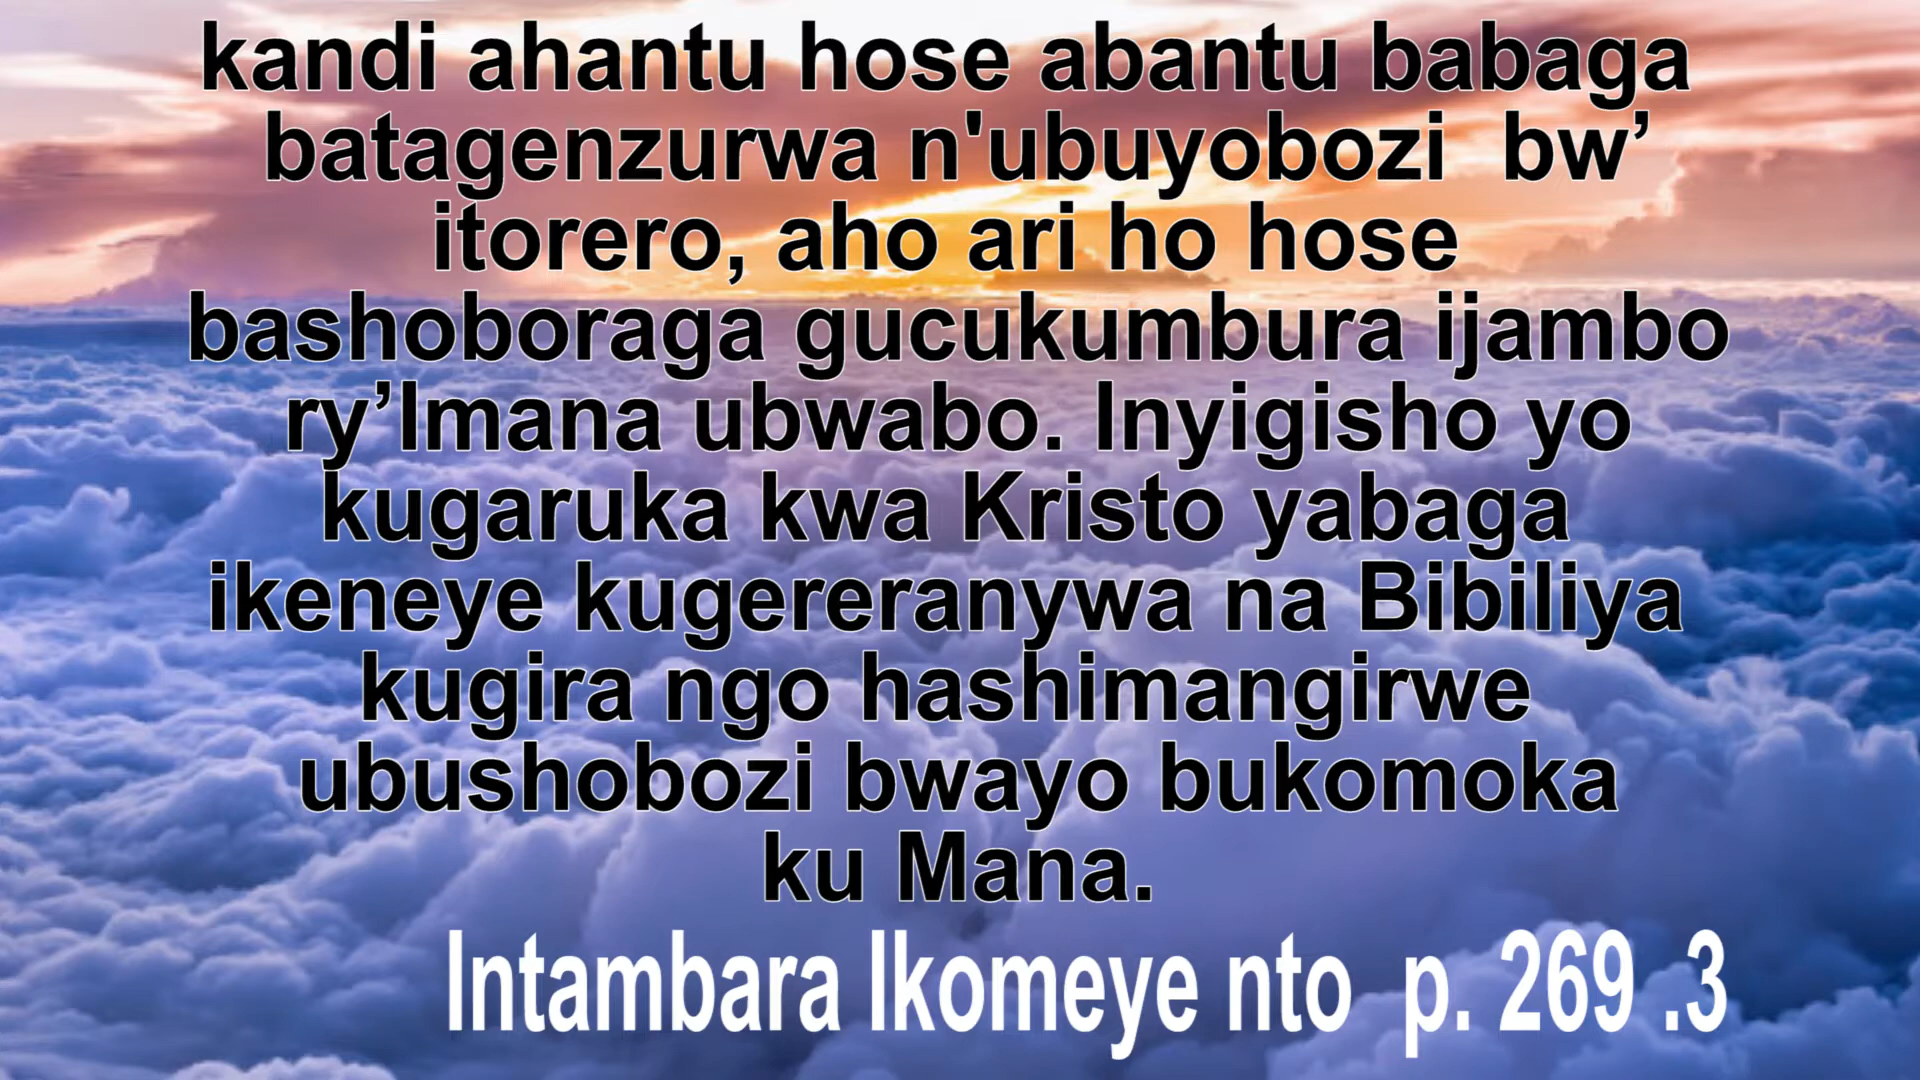 kandi ahantu hose abantu babaga
batagenzurwa n'ubuyobozi bw’
itorero, aho ari ho hose
bashoboraga gucukumbura ijambo
ry’Imana ubwabo. Inyigisho yo
kugaruka kwa Kristo yabaga
ikeneye kugereranywa na Bibiliya
kugira ngo hashimangirwe
ubushobozi bwayo bukomoka
ku Mana.
Intambara Ikomeye nto p. 269 .3